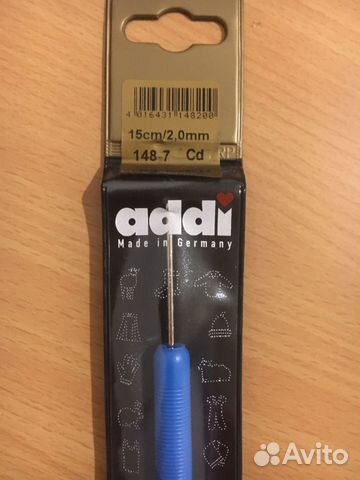 4 016431 148200
15cm/2,0mm
148-7 Cd
addi
Made in Germany
Avito